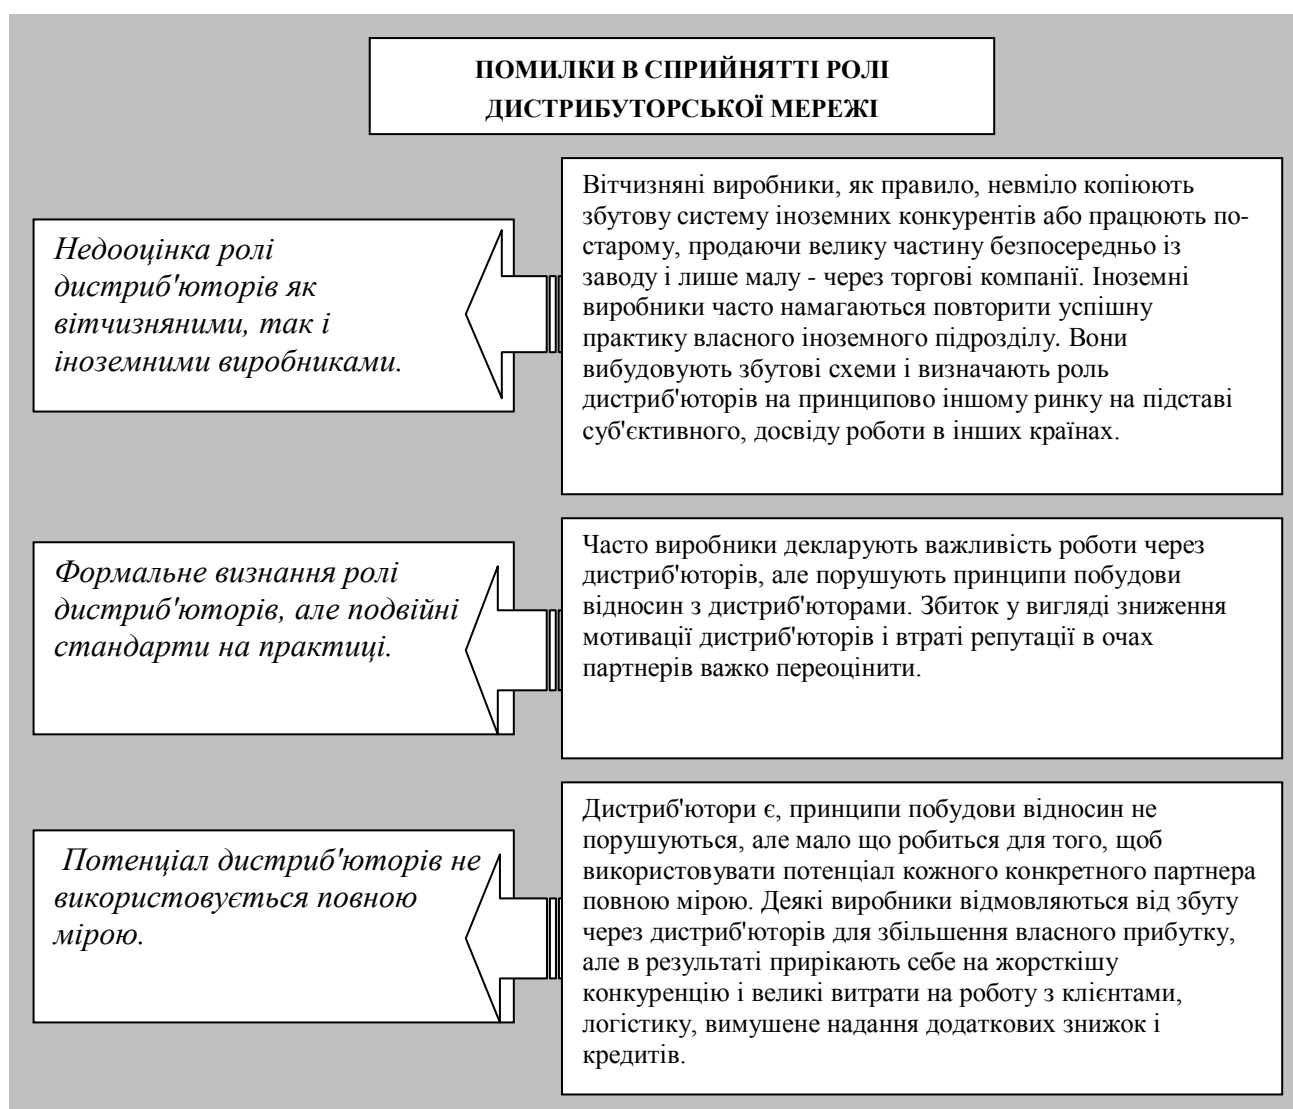 ПОМИЛКИ В СПРИЙНЯТТІ РОЛІ
ДИСТРИБУТОРСЬКОЇ МЕРЕЖІ
Недооцінка ролі
дистриб'юторів як
вітчизняними, так і
іноземними виробниками.
Вітчизняні виробники, як правило, невміло копіюють
збутову систему іноземних конкурентів або працюють по-
старому, продаючи велику частину безпосередньо із
заводу і лише малу - через торгові компанії. Іноземні
виробники часто намагаються повторити успішну
практику власного іноземного підрозділу. Вони
вибудовують збутові схеми і визначають роль
дистриб'юторів на принципово іншому ринку на підставі
суб'єктивного, досвіду роботи в інших країнах.
Формальне визнання ролі
дистриб'юторів, але подвійні
стандарти на практиці.
Часто виробники декларують важливість роботи через
дистриб'юторів, але порушують принципи побудови
відносин з дистриб'юторами. Збиток у вигляді зниження
мотивації дистриб'юторів і втраті репутації в очах
партнерів важко переоцінити.
Потенціал дистриб'юторів не
використовується повною
мірою.
Дистриб'ютори є, принципи побудови відносин не
порушуються, але мало що робиться для того, щоб
використовувати потенціал кожного конкретного партнера
повною мірою. Деякі виробники відмовляються від збуту
через дистриб'юторів для збільшення власного прибутку,
але в результаті прирікають себе на жорсткішу
конкуренцію і великі витрати на роботу з клієнтами,
логістику, вимушене надання додаткових знижок і
кредитів.